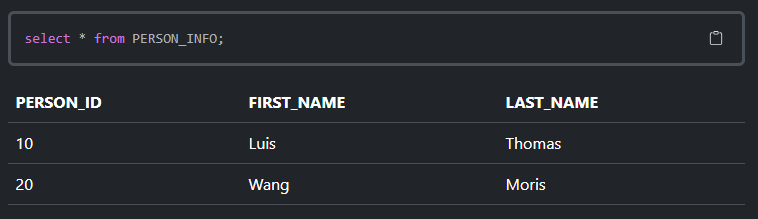 select * from PERSON_INFO;
PERSON_ID FIRST_NAME LAST_NAME
10 Luis Thomas
20 Wang Moris